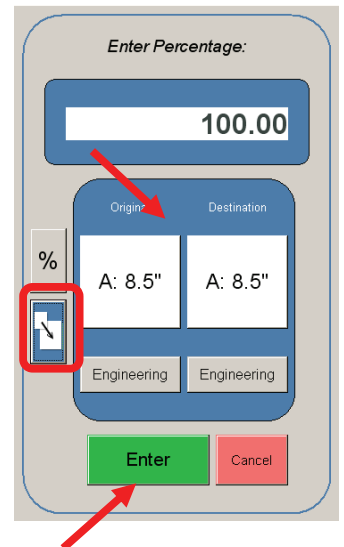 Enter Percentage:
100.00
Original Destination
%
A: 8.5" A: 8.5"
Engineering Engineering
Enter Cancel